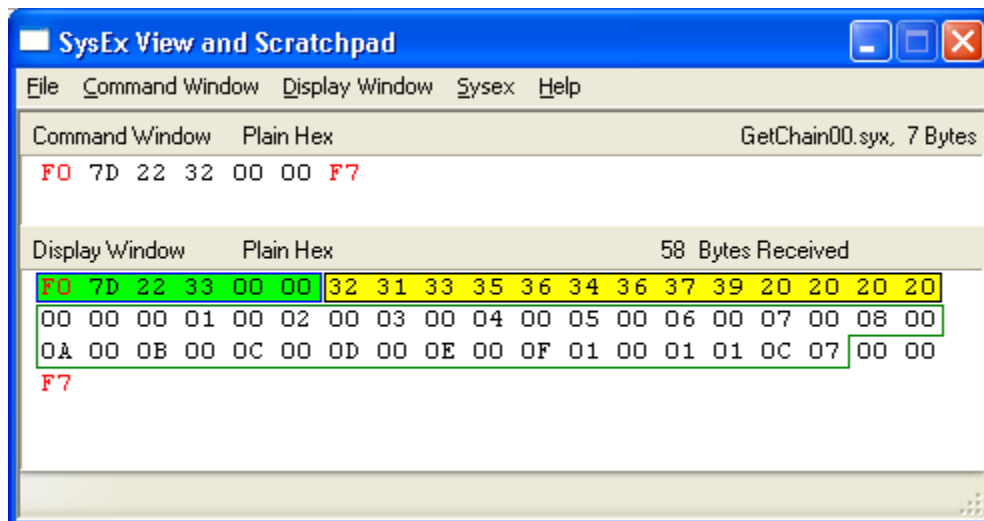 SysEx View and Scratchpad
File Command Window Display Window Sysex Help
Command Window Plain Hex GetChain00.syx, 7 Bytes
F0 7D 22 32 00 00 F7
Display Window Plain Hex 58 Bytes Received
F0 7D 22 33 00 00 32 31 33 35 36 34 36 37 39 20 20 20 20
00 00 00 01 00 02 00 03 00 04 00 05 00 06 00 07 00 08 00
0A 00 0B 00 0C 00 0D 00 0E 00 0F 01 00 01 01 0C 07 00 00
F7